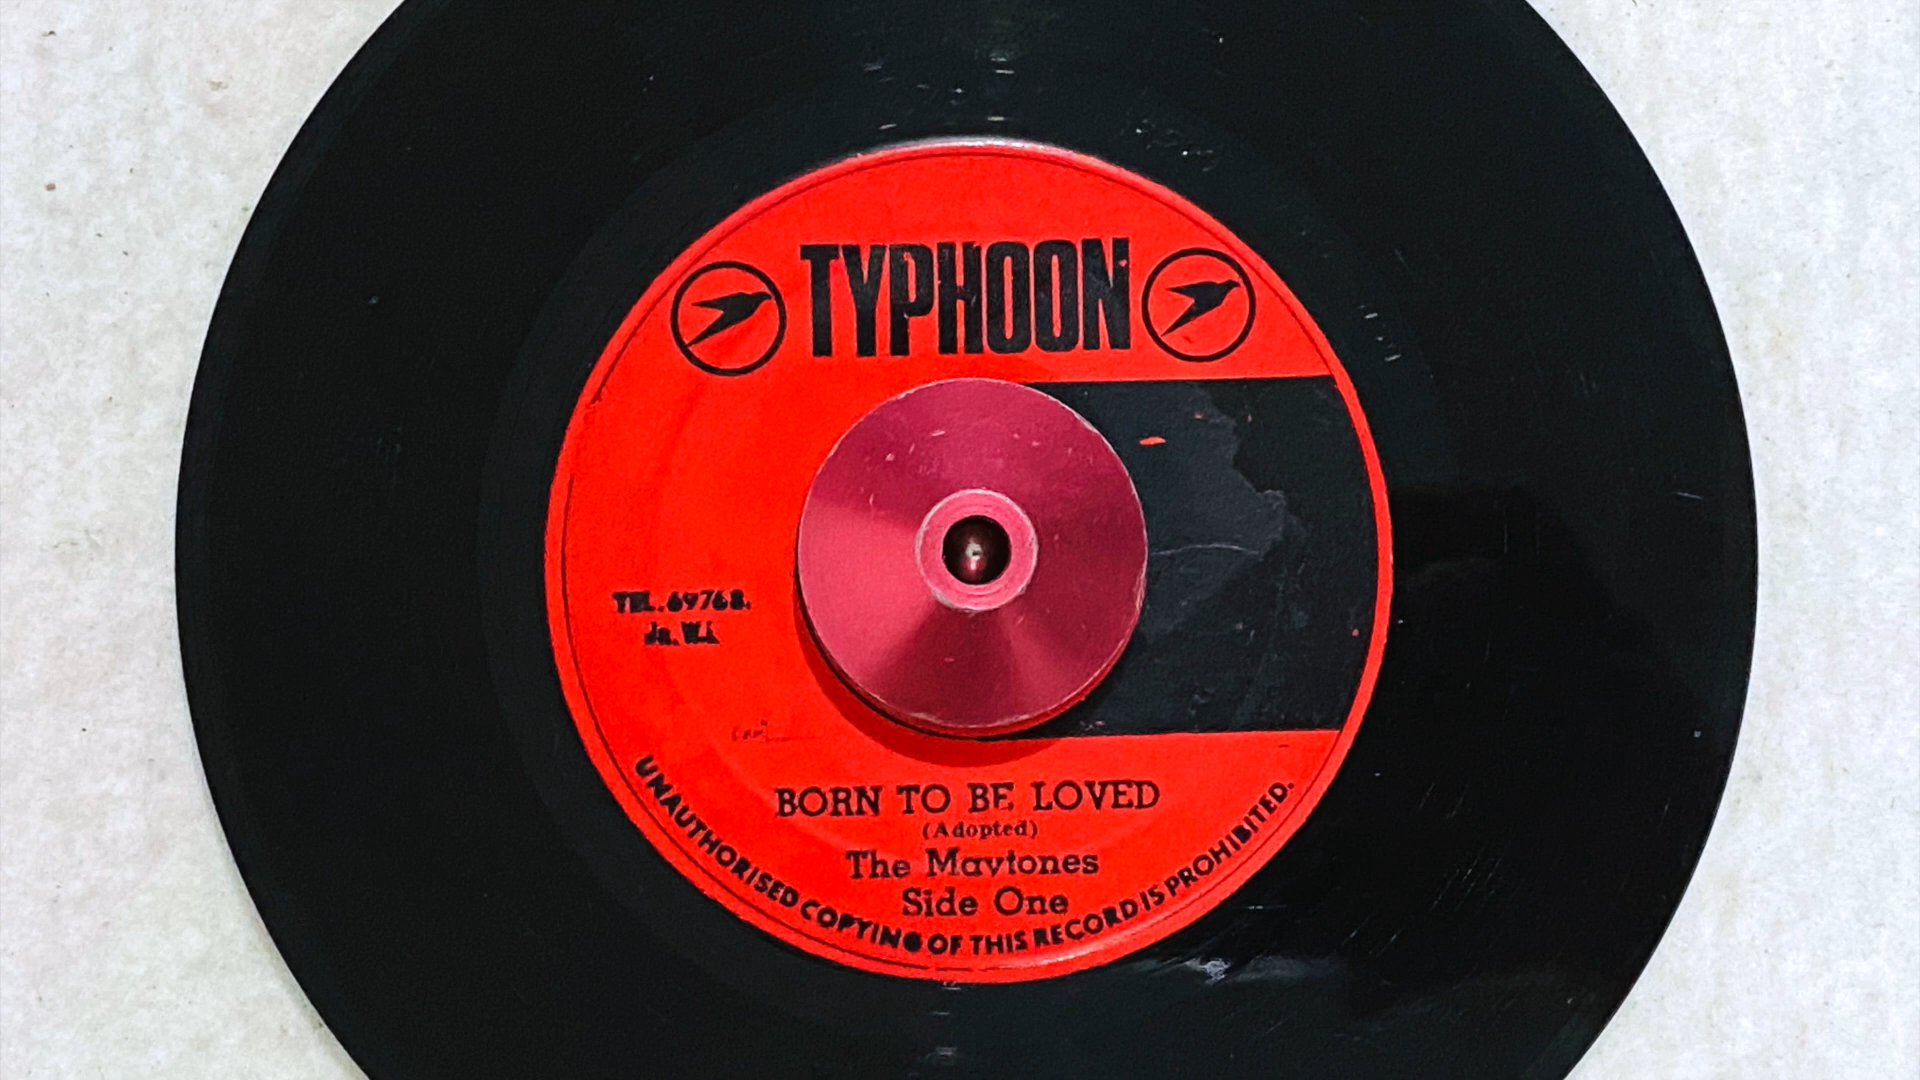 TYPHOON
TEL. 69768.
Ja. W.I.
BORN TO BE LOVED
(Adopted)
The Maytones
Side One
UNAUTHORISED COPYING OF THIS RECORD IS PROHIBITED.